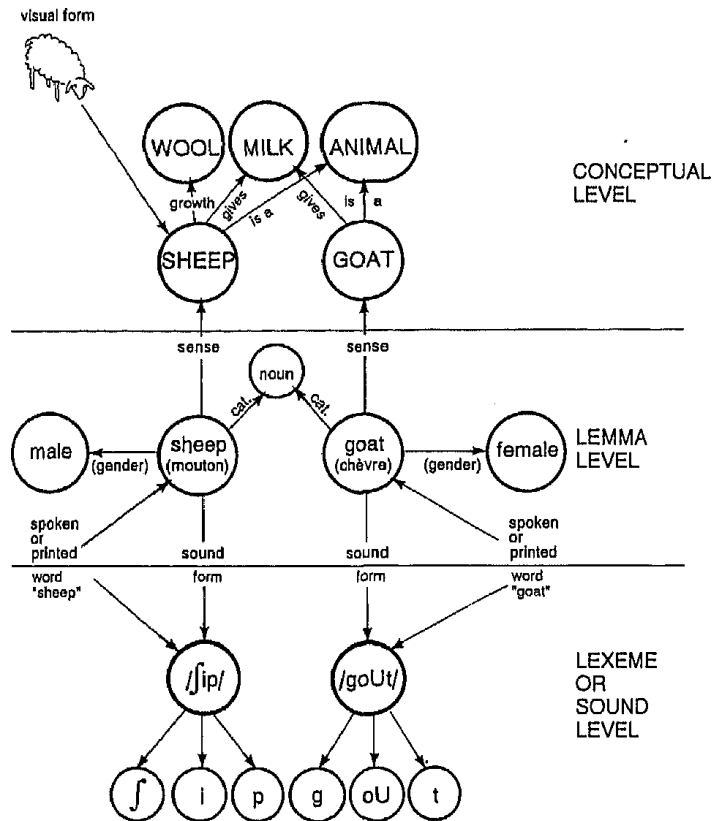 visual form
WOOL
MILK
ANIMAL
CONCEPTUAL
LEVEL
growth
gives
is a
gives
is a
SHEEP
GOAT
sense
sense
noun
cat.
cat.
male
(gender)
sheep
(mouton)
goat
(chèvre)
(gender)
female
LEMMA
LEVEL
spoken
or
printed
sound
sound
spoken
or
printed
word
"sheep"
form
form
word
"goat"
/ʃip/
/goUt/
LEXEME
OR
SOUND
LEVEL
ʃ
i
p
g
oU
t